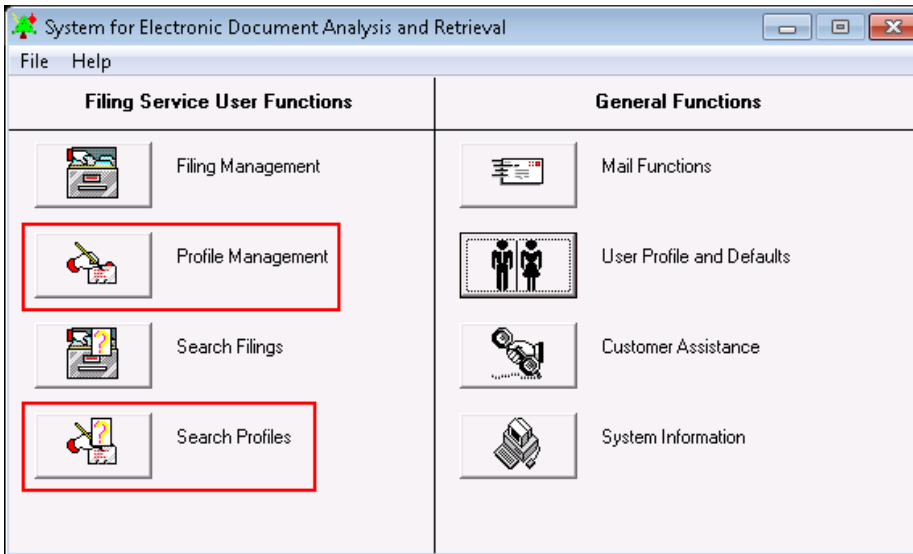 System for Electronic Document Analysis and Retrieval
File Help
Filing Service User Functions
General Functions
Filing Management
Mail Functions
Profile Management
User Profile and Defaults
Search Filings
Customer Assistance
Search Profiles
System Information